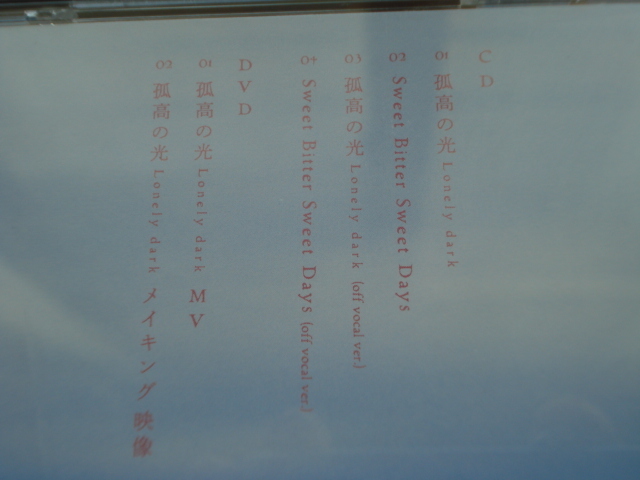 CD
01 孤高の光 Lonely dark
02 Sweet Bitter Sweet Days
03 孤高の光 Lonely dark (off vocal ver.)
04 Sweet Bitter Sweet Days (off vocal ver.)
DVD
01 孤高の光 Lonely dark MV
02 孤高の光 Lonely dark メイキング映像